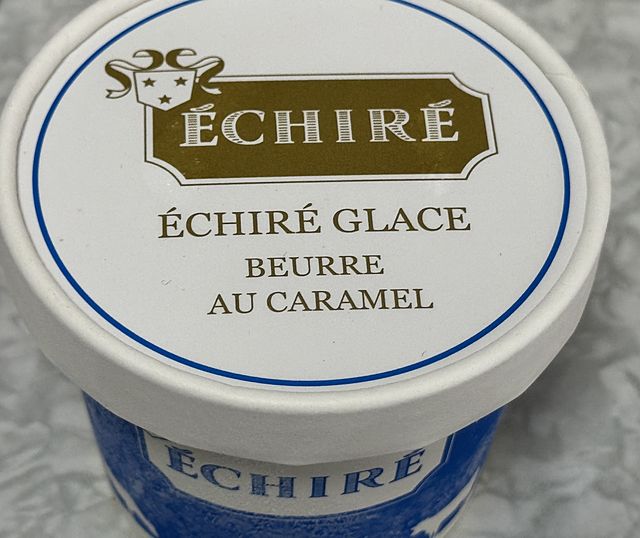 ÉCHIRÉ
ÉCHIRÉ GLACE
BEURRE
AU CARAMEL
ÉCHIRÉ